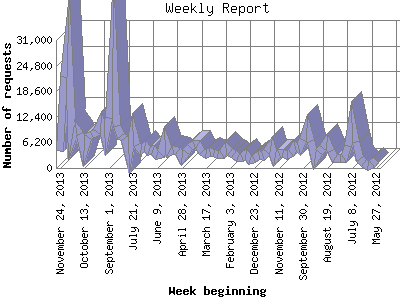 Weekly Report
Number of requests
31,000
24,800
18,600
12,400
6,200
0
November 24, 2013
October 13, 2013
September 1, 2013
July 21, 2013
June 9, 2013
April 28, 2013
March 17, 2013
February 3, 2013
December 23, 2012
November 11, 2012
September 30, 2012
August 19, 2012
July 8, 2012
May 27, 2012
Week beginning